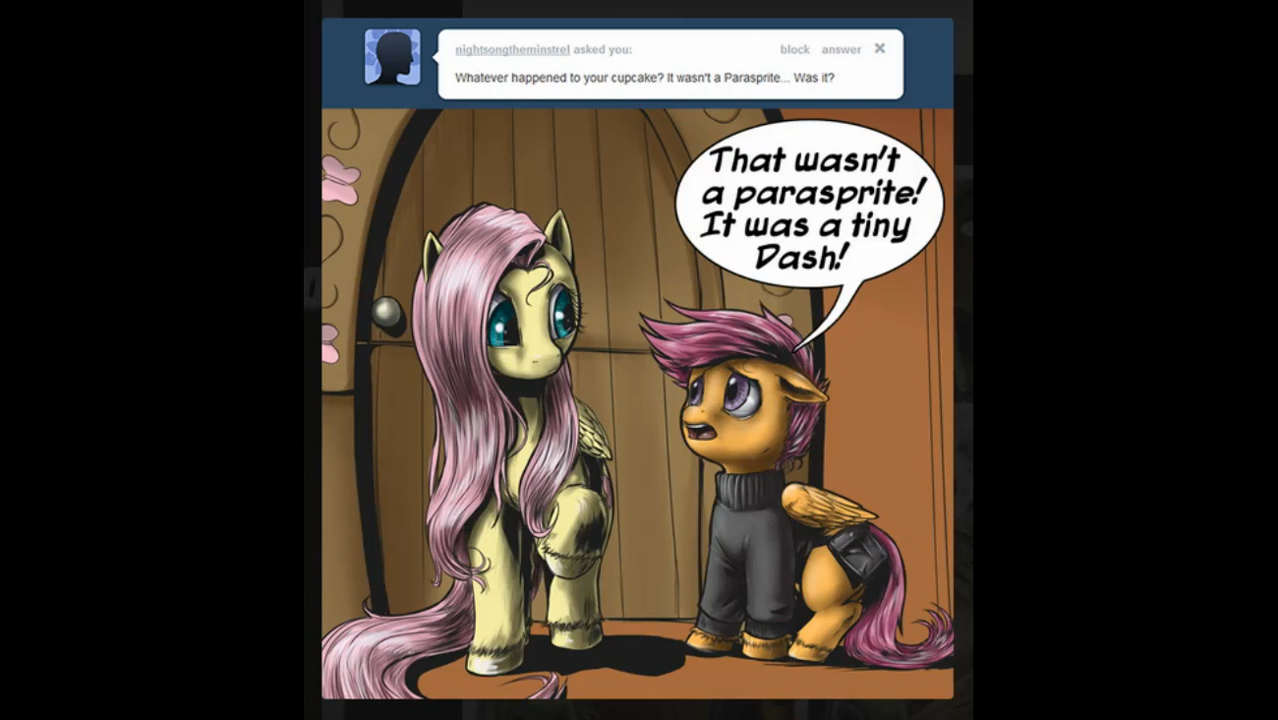 nightsongtheminstrel asked you: block answer ×
Whatever happened to your cupcake? It wasn't a Parasprite... Was it?
That wasn't
a parasprite!
It was a tiny
Dash!